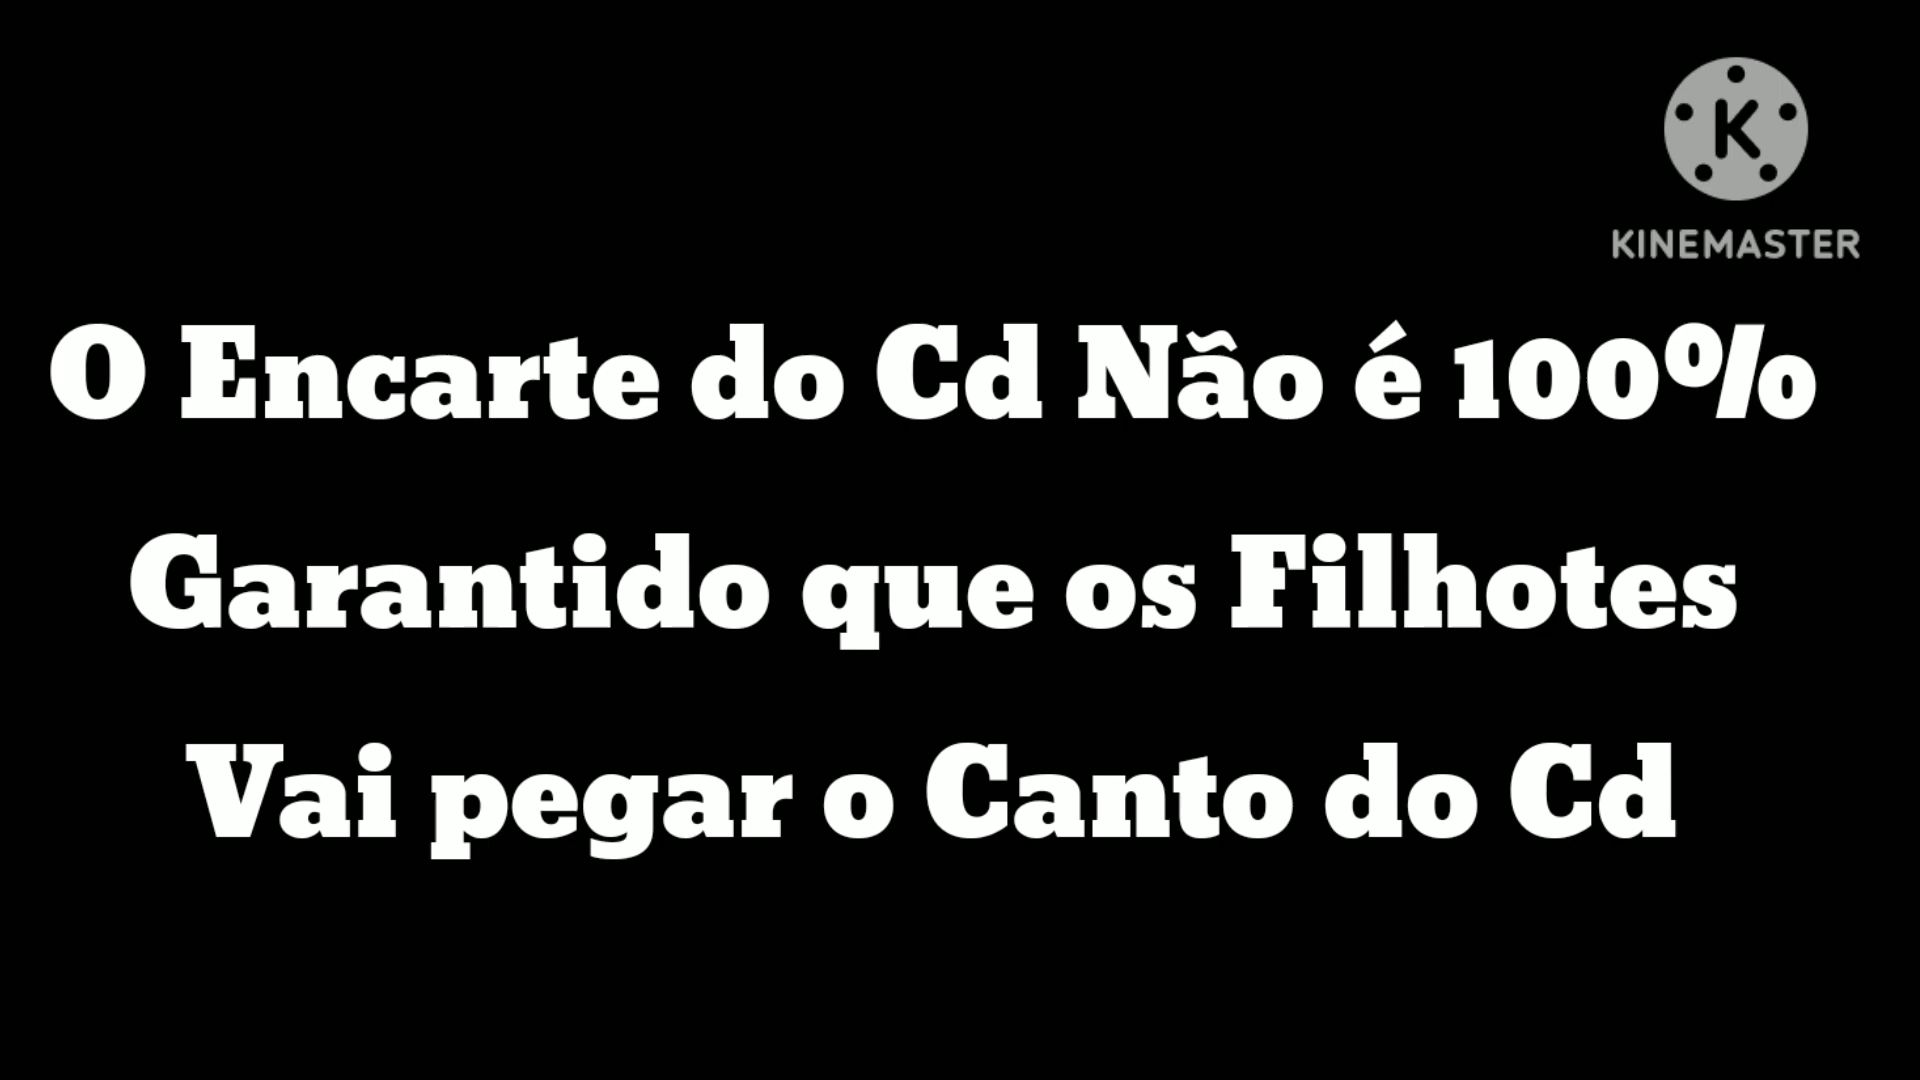 K
KINEMASTER
O Encarte do Cd Não é 100%
Garantido que os Filhotes
Vai pegar o Canto do Cd